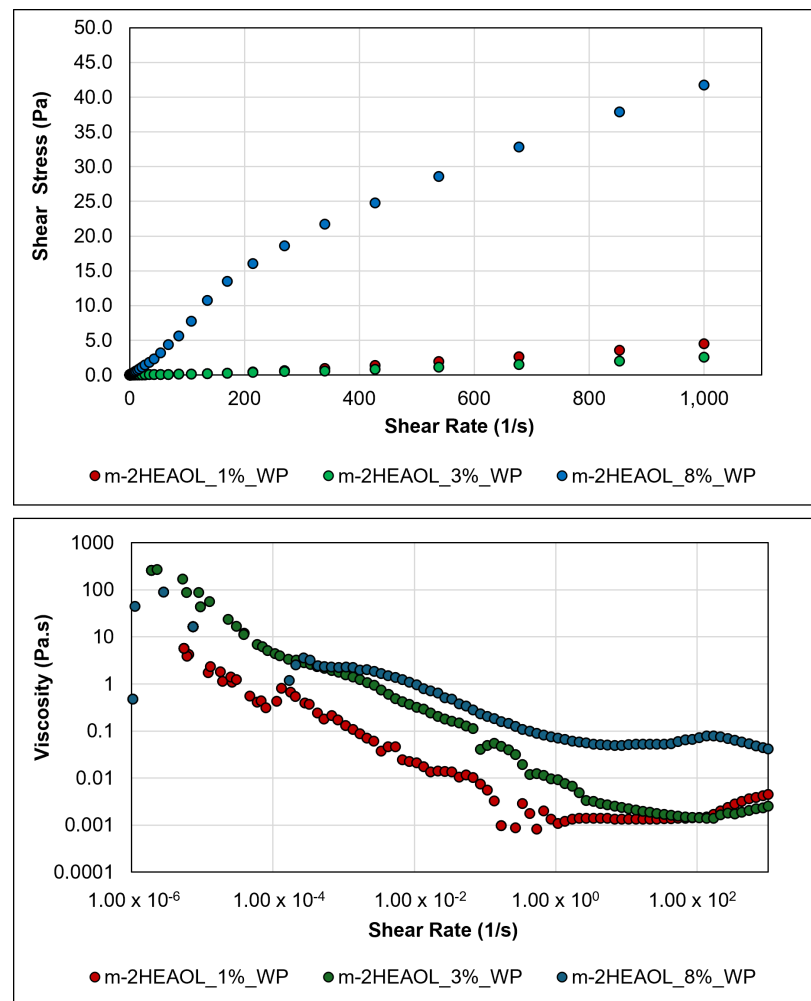 50.0
45.0
40.0
35.0
30.0
25.0
20.0
15.0
10.0
5.0
0.0
Shear Stress (Pa)
0 200 400 600 800 1,000
Shear Rate (1/s)
m-2HEAOL_1%_WP m-2HEAOL_3%_WP m-2HEAOL_8%_WP
1000
100
10
1
0.1
0.01
0.001
0.0001
Viscosity (Pa.s)
1.00 x 10⁻⁶ 1.00 x 10⁻⁴ 1.00 x 10⁻² 1.00 x 10⁰ 1.00 x 10²
Shear Rate (1/s)
m-2HEAOL_1%_WP m-2HEAOL_3%_WP m-2HEAOL_8%_WP